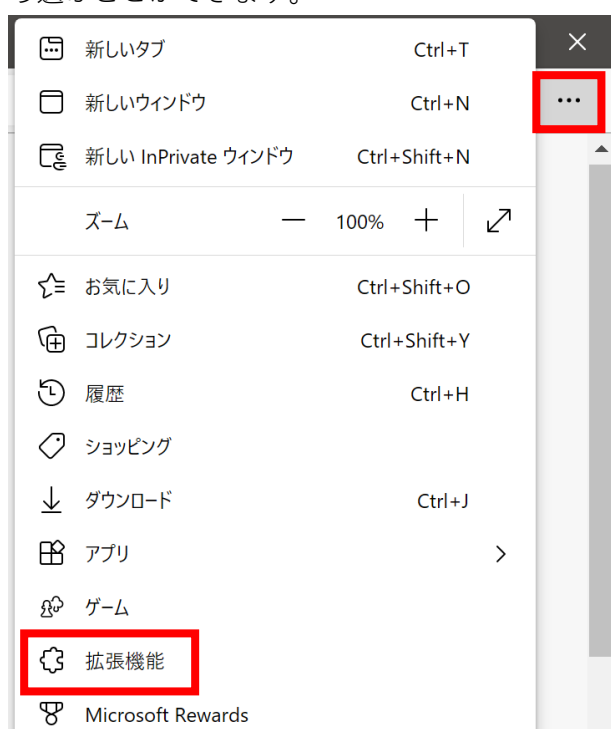 新しいタブ Ctrl+T
新しいウィンドウ Ctrl+N
新しい InPrivate ウィンドウ Ctrl+Shift+N
ズーム 100%
お気に入り Ctrl+Shift+O
コレクション Ctrl+Shift+Y
履歴 Ctrl+H
ショッピング
ダウンロード Ctrl+J
アプリ
ゲーム
拡張機能
Microsoft Rewards